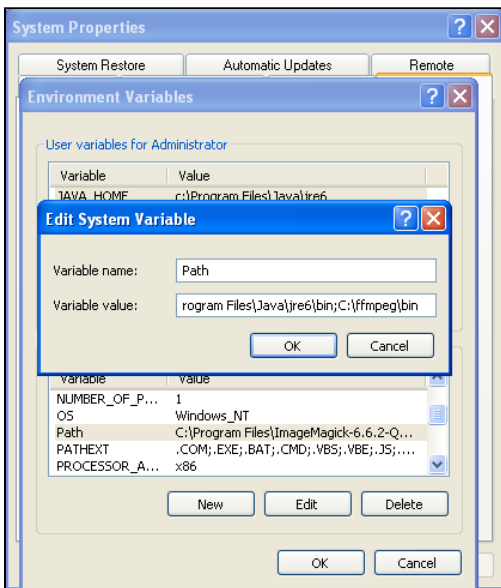 System Properties
System Restore Automatic Updates Remote
Environment Variables
User variables for Administrator
Variable Value
JAVA_HOME c:\Program Files\Java\jre6
Edit System Variable
Variable name: Path
Variable value: rogram Files\Java\jre6\bin;C:\ffmpeg\bin
OK Cancel
Variable Value
NUMBER_OF_P... 1
OS Windows_NT
Path C:\Program Files\ImageMagick-6.6.2-Q...
PATHEXT .COM;.EXE;.BAT;.CMD;.VBS;.VBE;.JS;....
PROCESSOR_A... x86
New Edit Delete
OK Cancel